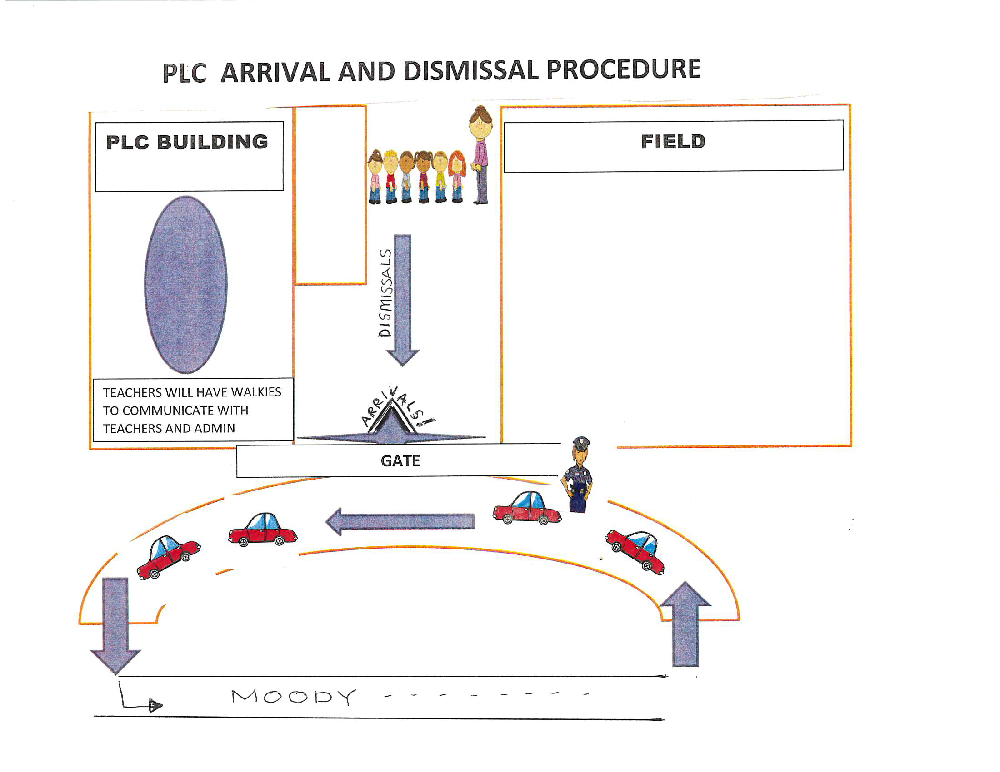 PLC ARRIVAL AND DISMISSAL PROCEDURE
PLC BUILDING
FIELD
DISMISSALS
TEACHERS WILL HAVE WALKIES
TO COMMUNICATE WITH
TEACHERS AND ADMIN
ARRIVALS!
GATE
MOODY